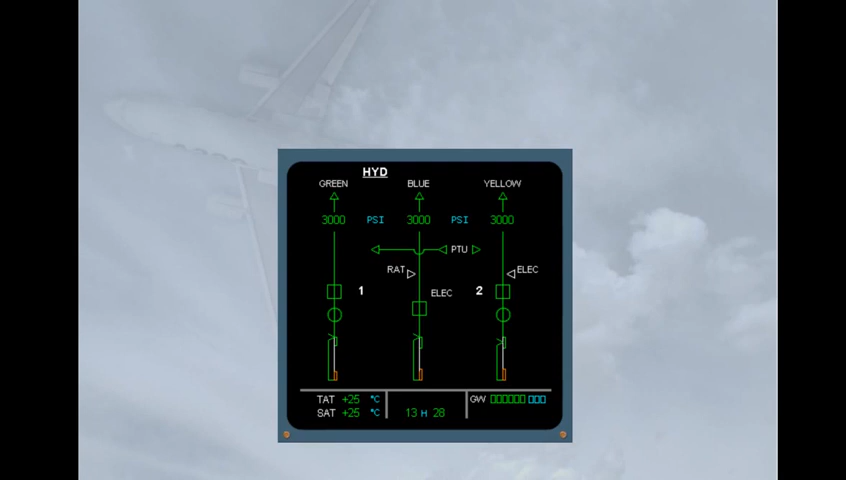 HYD
GREEN BLUE YELLOW
3000 PSI 3000 PSI 3000
PTU
RAT ELEC
1 ELEC 2
TAT +25 °C GW
SAT +25 °C 13 H 28